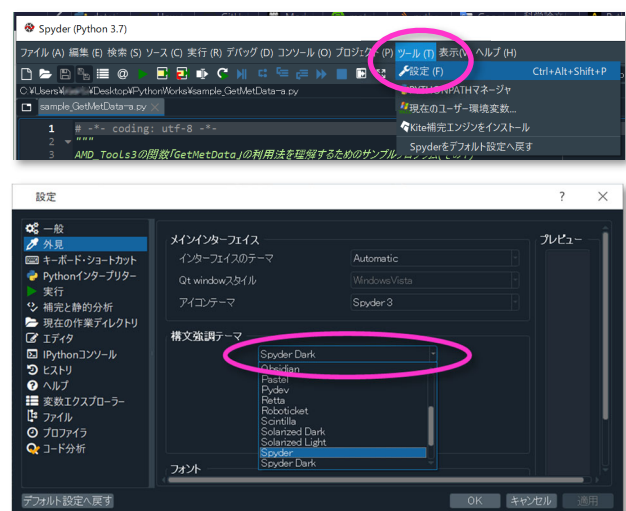 Spyder (Python 3.7)
ファイル (A) 編集 (E) 検索 (S) ソース (C) 実行 (R) デバッグ (D) コンソール (O) プロジェクト (P) ツール (T) 表示 ヘルプ (H)
設定 (F) Ctrl+Alt+Shift+P
C:¥Users¥ ¥Desktop¥PythonWorks¥sample_GetMetData-a.py
PYTHONPATHマネージャ
sample_GetMetData-a.py
現在のユーザー環境変数...
1 # -*- coding: utf-8 -*-
Kite補完エンジンをインストール
2 """
3 AMD_Tools3の関数「GetMetData」の利用法を理解するためのサンプルプログラム(その1)
Spyderをデフォルト設定へ戻す
設定
一般
外見
キーボード・ショートカット
Pythonインタープリター
実行
補完と静的分析
現在の作業ディレクトリ
エディタ
IPythonコンソール
ヒストリ
ヘルプ
変数エクスプローラー
ファイル
プロファイラ
コード分析
メインインターフェイス
インターフェイスのテーマ Automatic
Qt windowスタイル WindowsVista
アイコンテーマ Spyder 3
構文強調テーマ
Spyder Dark
Obsidian
Pastel
Pydev
Retta
Roboticket
Scintilla
Solarized Dark
Solarized Light
Spyder
Spyder Dark
フォント
プレビュー
デフォルト設定へ戻す OK キャンセル 適用